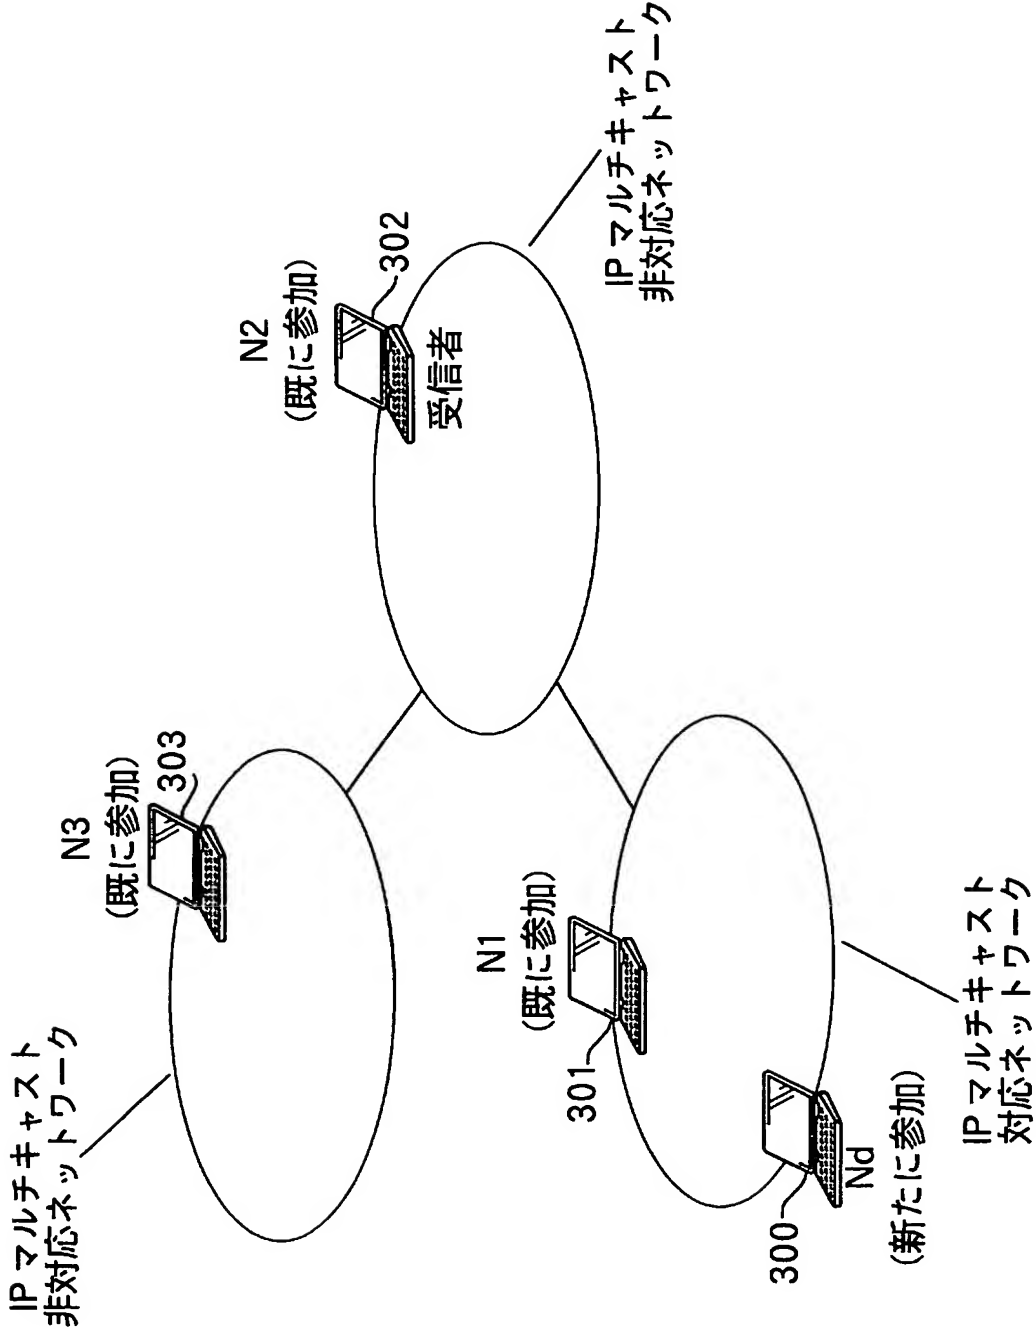 IPマルチキャスト
非対応ネットワーク
N3
(既に参加)
303
N2
(既に参加)
302
受信者
IPマルチキャスト
非対応ネットワーク
N1
(既に参加)
301
300
Nd
(新たに参加)
IPマルチキャスト
対応ネットワーク